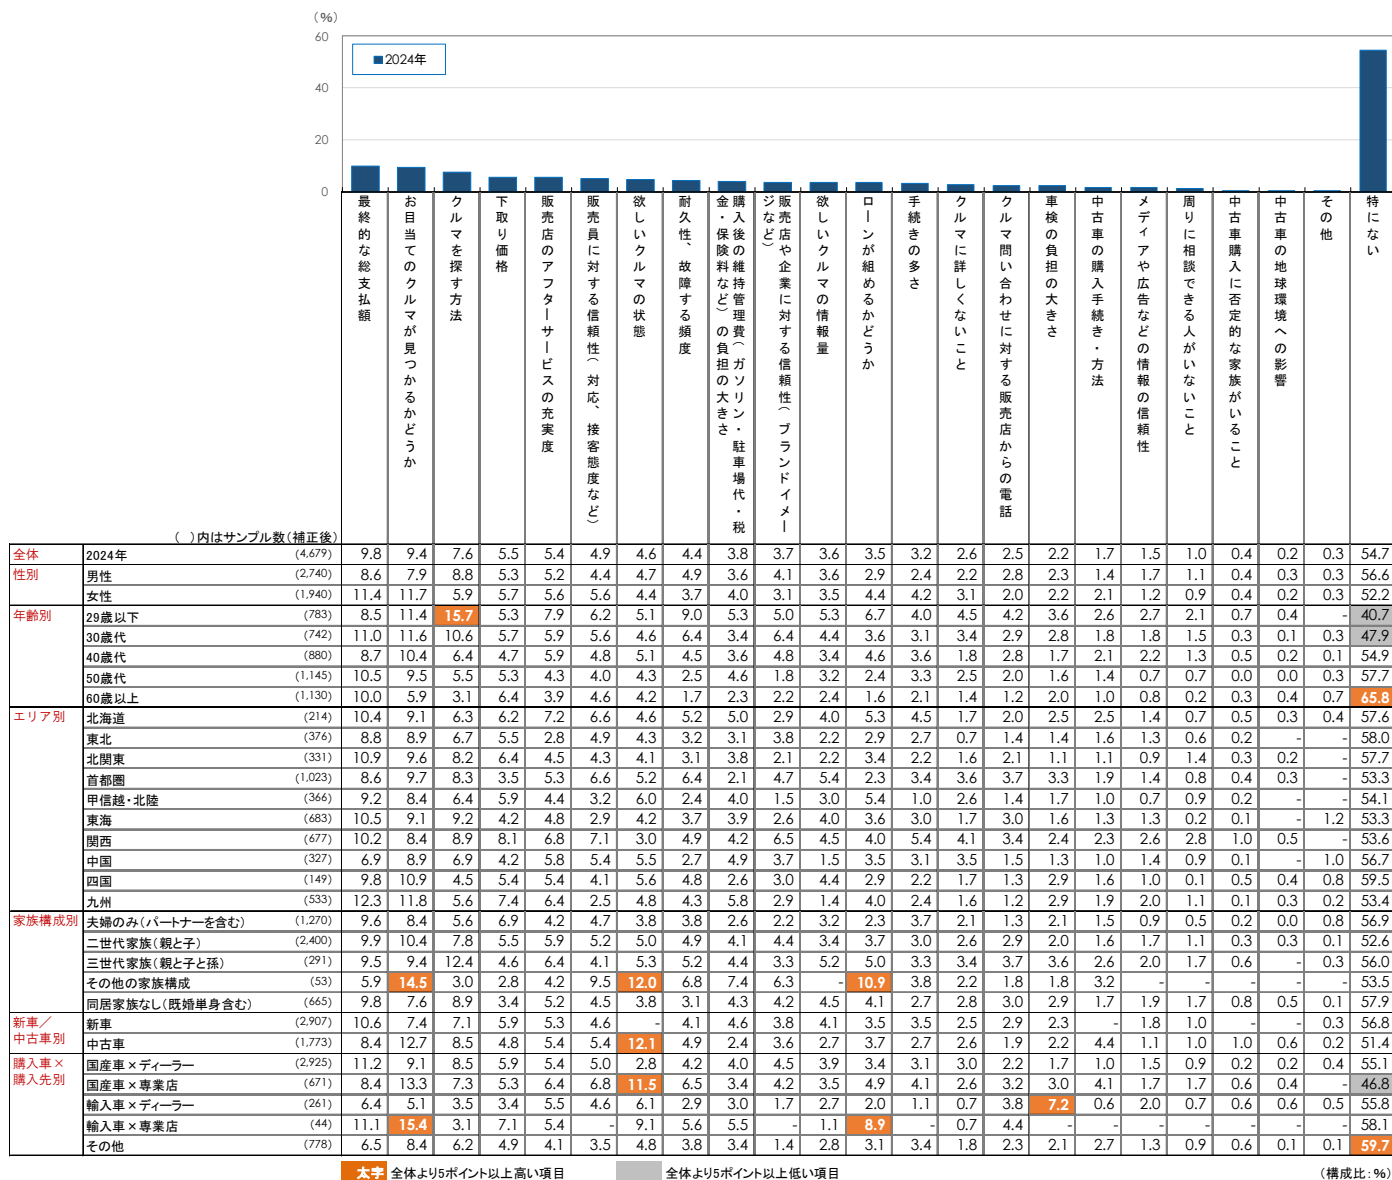 （%）
60
40
20
0
2024年
最終的な総支払額
お目当てのクルマが見つかるかどうか
クルマを探す方法
下取り価格
販売店のアフターサービスの充実度
販売員に対する信頼性（対応、接客態度など）
欲しいクルマの状態
耐久性、故障する頻度
購入後の維持管理費（ガソリン・駐車場代・税
金・保険料など）の負担の大きさ
販売店や企業に対する信頼性（ブランドイメー
ジなど）
欲しいクルマの情報量
ローンが組めるかどうか
手続きの多さ
クルマに詳しくないこと
クルマ問い合わせに対する販売店からの電話
車検の負担の大きさ
中古車の購入手続き・方法
メディアや広告などの情報の信頼性
周りに相談できる人がいないこと
中古車購入に否定的な家族がいること
中古車の地球環境への影響
その他
特にない
（ ）内はサンプル数（補正後）
全体 2024年 (4,679) 9.8 9.4 7.6 5.5 5.4 4.9 4.6 4.4 3.8 3.7 3.6 3.5 3.2 2.6 2.5 2.2 1.7 1.5 1.0 0.4 0.2 0.3 54.7
性別 男性 (2,740) 8.6 7.9 8.8 5.3 5.2 4.4 4.7 4.9 3.6 4.1 3.6 2.9 2.4 2.2 2.8 2.3 1.4 1.7 1.1 0.4 0.3 0.3 56.6
女性 (1,940) 11.4 11.7 5.9 5.7 5.6 5.6 4.4 3.7 4.0 3.1 3.5 4.4 4.2 3.1 2.0 2.2 2.1 1.2 0.9 0.4 0.2 0.3 52.2
年齢別 29歳以下 (783) 8.5 11.4 15.7 5.3 7.9 6.2 5.1 9.0 5.3 5.0 5.3 6.7 4.0 4.5 4.2 3.6 2.6 2.7 2.1 0.7 0.4 - 40.7
30歳代 (742) 11.0 11.6 10.6 5.7 5.9 5.6 4.6 6.4 3.4 6.4 4.4 3.6 3.1 3.4 2.9 2.8 1.8 1.8 1.5 0.3 0.1 0.3 47.9
40歳代 (880) 8.7 10.4 6.4 4.7 5.9 4.8 5.1 4.5 3.6 4.8 3.4 4.6 3.6 1.8 2.8 1.7 2.1 2.2 1.3 0.5 0.2 0.1 54.9
50歳代 (1,145) 10.5 9.5 5.5 5.3 4.3 4.0 4.3 2.5 4.6 1.8 3.2 2.4 3.3 2.5 2.0 1.6 1.4 0.7 0.7 0.0 0.0 0.3 57.7
60歳以上 (1,130) 10.0 5.9 3.1 6.4 3.9 4.6 4.2 1.7 2.3 2.2 2.4 1.6 2.1 1.4 1.2 2.0 1.0 0.8 0.2 0.3 0.4 0.7 65.8
エリア別 北海道 (214) 10.4 9.1 6.3 6.2 7.2 6.6 4.6 5.2 5.0 2.9 4.0 5.3 4.5 1.7 2.0 2.5 2.5 1.4 0.7 0.5 0.3 0.4 57.6
東北 (376) 8.8 8.9 6.7 5.5 2.8 4.9 4.3 3.2 3.1 3.8 2.2 2.9 2.7 0.7 1.4 1.4 1.6 1.3 0.6 0.2 - - 58.0
北関東 (331) 10.9 9.6 8.2 6.4 4.5 4.3 4.1 3.1 3.8 2.1 2.2 3.4 2.2 1.6 2.1 1.1 1.1 0.9 1.4 0.3 0.2 - 57.7
首都圏 (1,023) 8.6 9.7 8.3 3.5 5.3 6.6 5.2 6.4 2.1 4.7 5.4 2.3 3.4 3.6 3.7 3.3 1.9 1.4 0.8 0.4 0.3 - 53.3
甲信越・北陸 (366) 9.2 8.4 6.4 5.9 4.4 3.2 6.0 2.4 4.0 1.5 3.0 5.4 1.0 2.6 1.4 1.7 1.0 0.7 0.9 0.2 - - 54.1
東海 (683) 10.5 9.1 9.2 4.2 4.8 2.9 4.2 3.7 3.9 2.6 4.0 3.6 3.0 1.7 3.0 1.6 1.3 1.3 0.2 0.1 - 1.2 53.3
関西 (677) 10.2 8.4 8.9 8.1 6.8 7.1 3.0 4.9 4.2 6.5 4.5 4.0 5.4 4.1 3.4 2.4 2.3 2.6 2.8 1.0 0.5 - 53.6
中国 (327) 6.9 8.9 6.9 4.2 5.8 5.4 5.5 2.7 4.9 3.7 1.5 3.5 3.1 3.5 1.5 1.3 1.0 1.4 0.9 0.1 - 1.0 56.7
四国 (149) 9.8 10.9 4.5 5.4 5.4 4.1 5.6 4.8 2.6 3.0 4.4 2.9 2.2 1.7 1.3 2.9 1.6 1.0 0.1 0.5 0.4 0.8 59.5
九州 (533) 12.3 11.8 5.6 7.4 6.4 2.5 4.8 4.3 5.8 2.9 1.4 4.0 2.4 1.6 1.2 2.9 1.9 2.0 1.1 0.1 0.3 0.2 53.4
家族構成別 夫婦のみ（パートナーを含む） (1,270) 9.6 8.4 5.6 6.9 4.2 4.7 3.8 3.8 2.6 2.2 3.2 2.3 3.7 2.1 1.3 2.1 1.5 0.9 0.5 0.2 0.0 0.8 56.9
二世代家族（親と子） (2,400) 9.9 10.4 7.8 5.5 5.9 5.2 5.0 4.9 4.1 4.4 3.4 3.7 3.0 2.6 2.9 2.0 1.6 1.7 1.1 0.3 0.3 0.1 52.6
三世代家族（親と子と孫） (291) 9.5 9.4 12.4 4.6 6.4 4.1 5.3 5.2 4.4 3.3 5.2 5.0 3.3 3.4 3.7 3.6 2.6 2.0 1.7 0.6 - 0.3 56.0
その他の家族構成 (53) 5.9 14.5 3.0 2.8 4.2 9.5 12.0 6.8 7.4 6.3 - 10.9 3.8 2.2 1.8 1.8 3.2 - - - - - 53.5
同居家族なし（既婚単身含む） (665) 9.8 7.6 8.9 3.4 5.2 4.5 3.8 3.1 4.3 4.2 4.5 4.1 2.7 2.8 3.0 2.9 1.7 1.9 1.7 0.8 0.5 0.1 57.9
新車／
中古車別
新車 (2,907) 10.6 7.4 7.1 5.9 5.3 4.6 - 4.1 4.6 3.8 4.1 3.5 3.5 2.5 2.9 2.3 - 1.8 1.0 - - 0.3 56.8
中古車 (1,773) 8.4 12.7 8.5 4.8 5.4 5.4 12.1 4.9 2.4 3.6 2.7 3.7 2.7 2.6 1.9 2.2 4.4 1.1 1.0 1.0 0.6 0.2 51.4
購入車×
購入先別
国産車×ディーラー (2,925) 11.2 9.1 8.5 5.9 5.4 5.0 2.8 4.2 4.0 4.5 3.9 3.4 3.1 3.0 2.2 1.7 1.0 1.5 0.9 0.2 0.2 0.4 55.1
国産車×専業店 (671) 8.4 13.3 7.3 5.3 6.4 6.8 11.5 6.5 3.4 4.2 3.5 4.9 4.1 2.6 3.2 3.0 4.1 1.7 1.7 0.6 0.4 - 46.8
輸入車×ディーラー (261) 6.4 5.1 3.5 3.4 5.5 4.6 6.1 2.9 3.0 1.7 2.7 2.0 1.1 0.7 3.8 7.2 0.6 2.0 0.7 0.6 0.6 0.5 55.8
輸入車×専業店 (44) 11.1 15.4 3.1 7.1 5.4 - 9.1 5.6 5.5 - 1.1 8.9 - 0.7 4.4 - - - - - - - 58.1
その他 (778) 6.5 8.4 6.2 4.9 4.1 3.5 4.8 3.8 3.4 1.4 2.8 3.1 3.4 1.8 2.3 2.1 2.7 1.3 0.9 0.6 0.1 0.1 59.7
太字 全体より5ポイント以上高い項目 全体より5ポイント以上低い項目 （構成比：%）